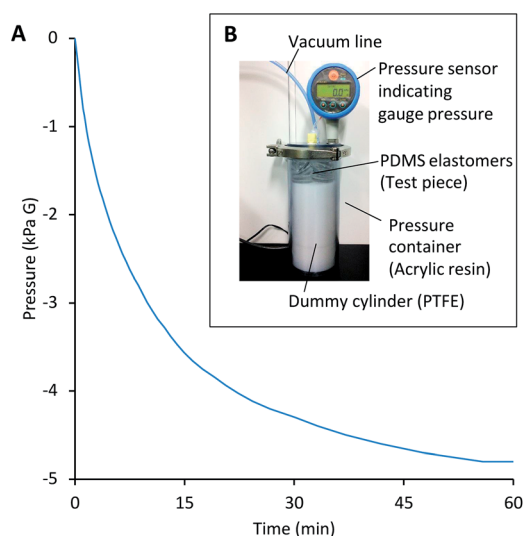 A
B
Vacuum line
Pressure sensor
indicating
gauge pressure
PDMS elastomers
(Test piece)
Pressure
container
(Acrylic resin)
Dummy cylinder (PTFE)
Pressure (kPa G)
0
-1
-2
-3
-4
-5
0
15
30
45
60
Time (min)